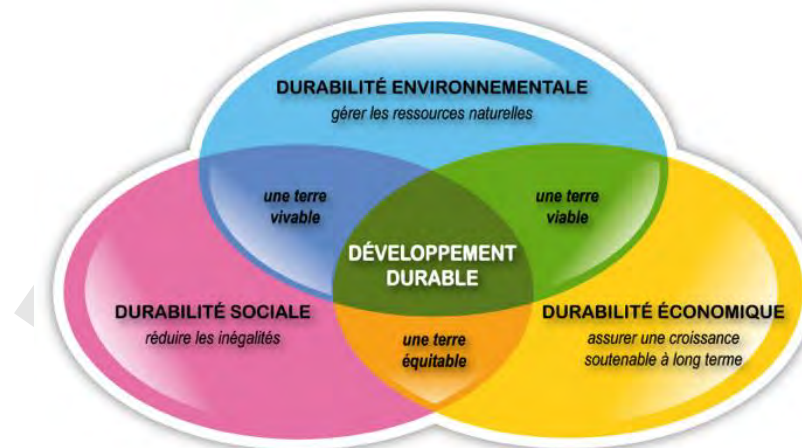 DURABILITÉ ENVIRONNEMENTALE
gérer les ressources naturelles
une terre
vivable
une terre
viable
DÉVELOPPEMENT
DURABLE
DURABILITÉ SOCIALE
réduire les inégalités
DURABILITÉ ÉCONOMIQUE
assurer une croissance
soutenable à long terme
une terre
équitable